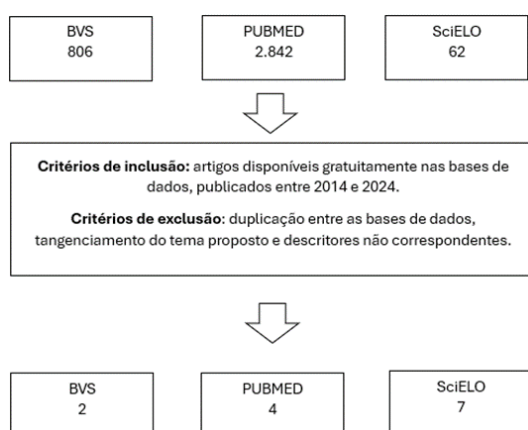 BVS
806
PUBMED
2.842
SciELO
62
Critérios de inclusão: artigos disponíveis gratuitamente nas bases de
dados, publicados entre 2014 e 2024.
Critérios de exclusão: duplicação entre as bases de dados,
tangenciamento do tema proposto e descritores não correspondentes.
BVS
2
PUBMED
4
SciELO
7